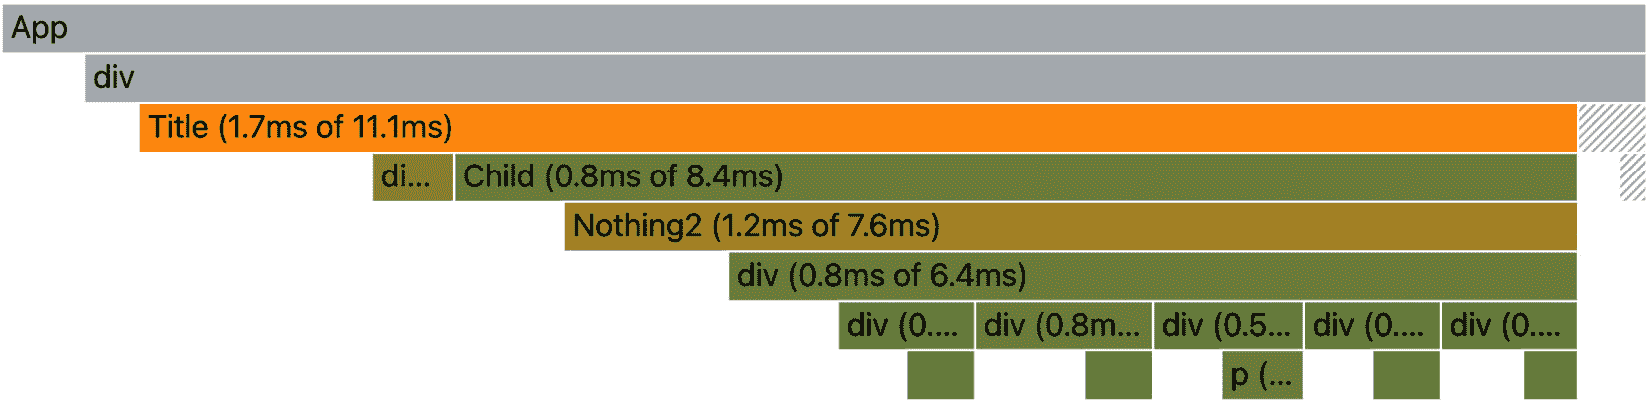 App
div
Title (1.7ms of 11.1ms)
di... Child (0.8ms of 8.4ms)
Nothing2 (1.2ms of 7.6ms)
div (0.8ms of 6.4ms)
div (0.... div (0.8m... div (0.5... div (0.... div (0....
p (...